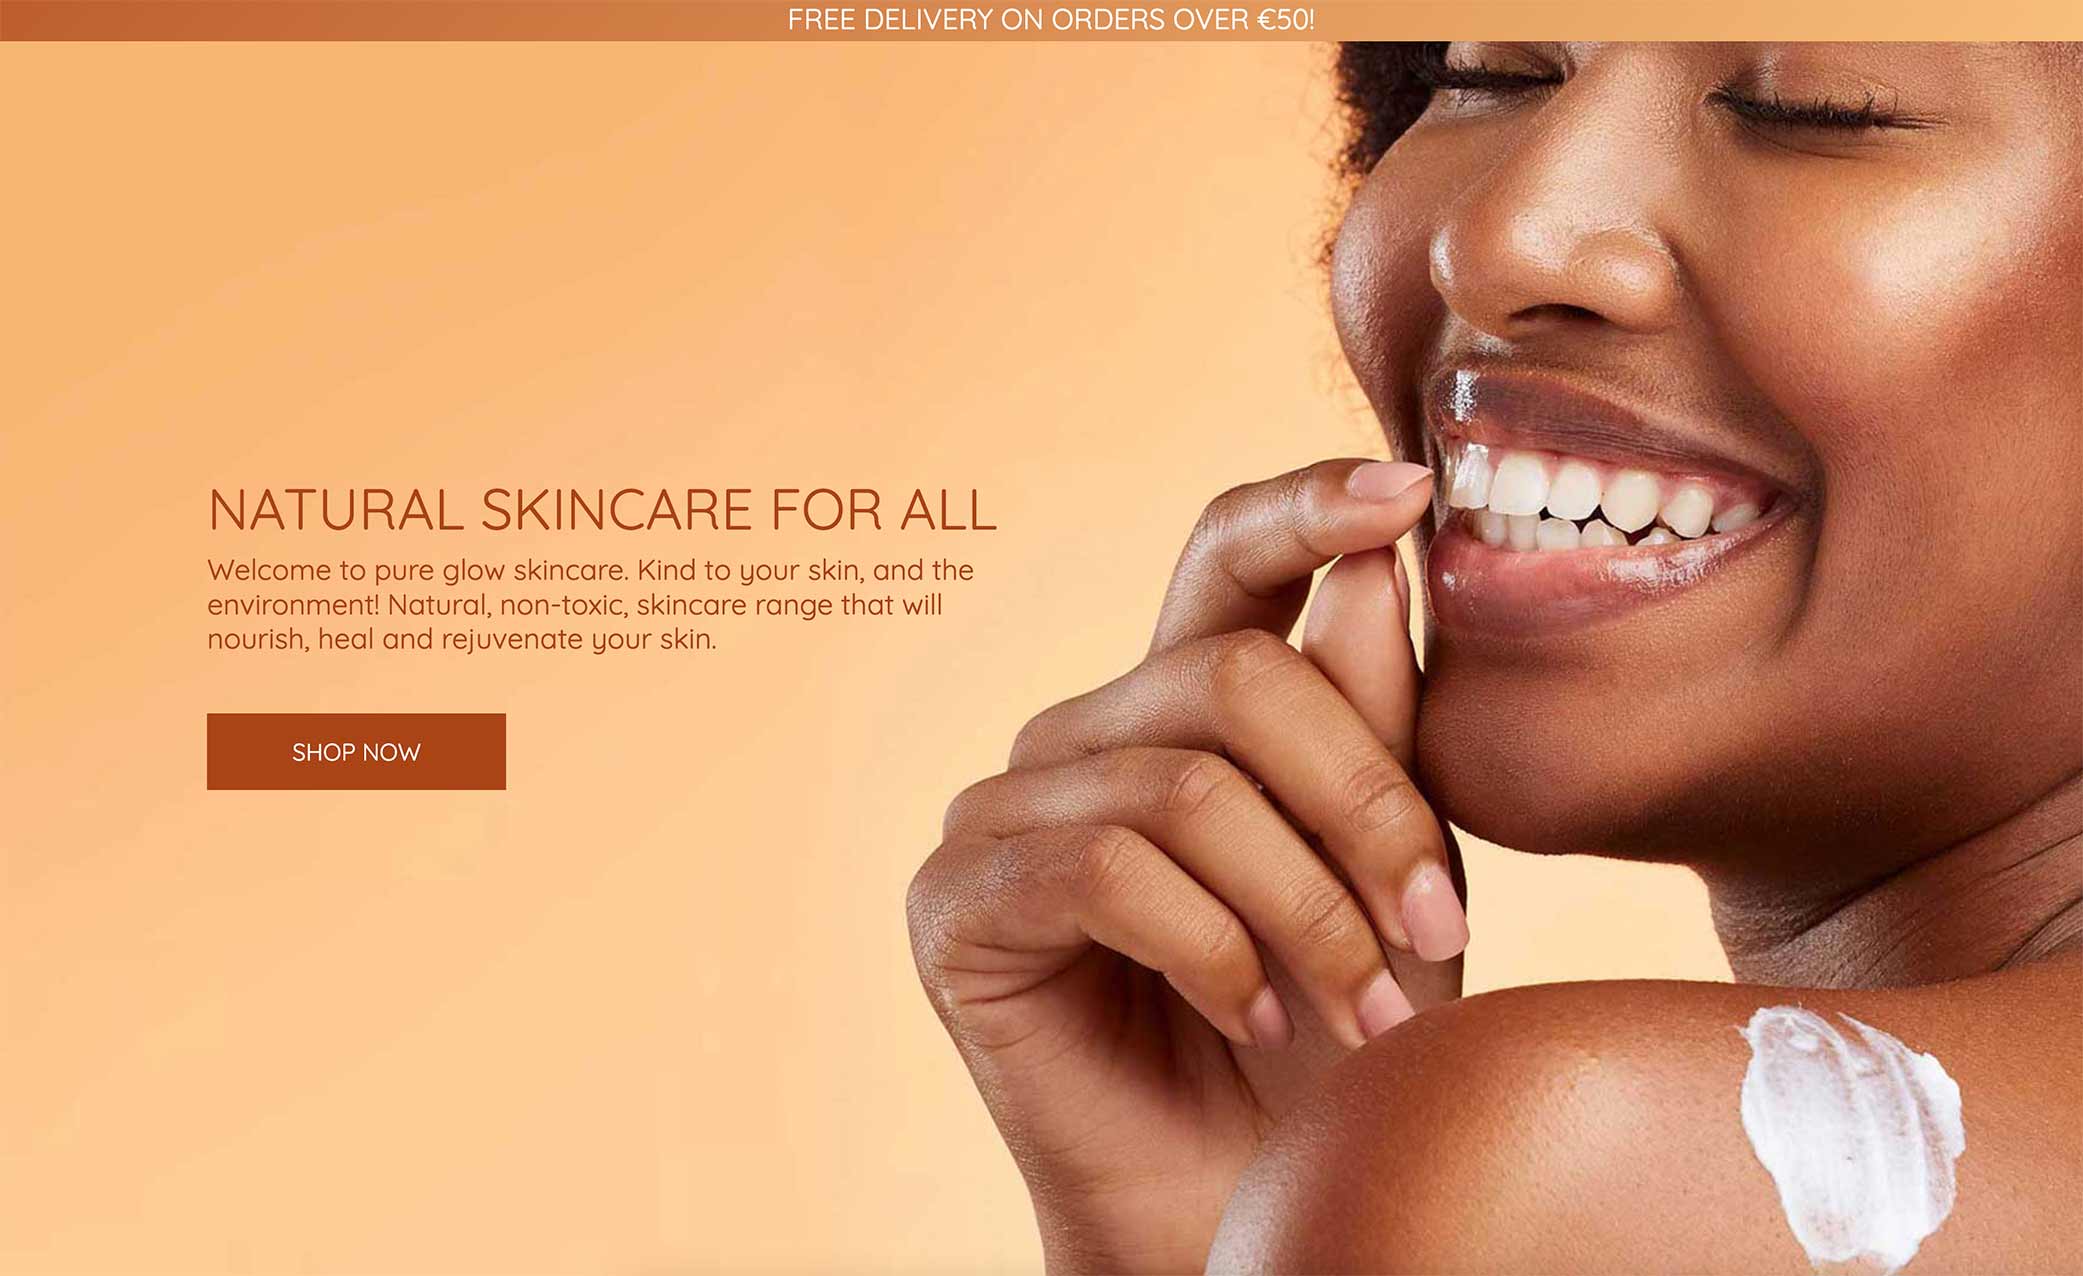 FREE DELIVERY ON ORDERS OVER €50!
NATURAL SKINCARE FOR ALL
Welcome to pure glow skincare. Kind to your skin, and the
environment! Natural, non-toxic, skincare range that will
nourish, heal and rejuvenate your skin.
SHOP NOW